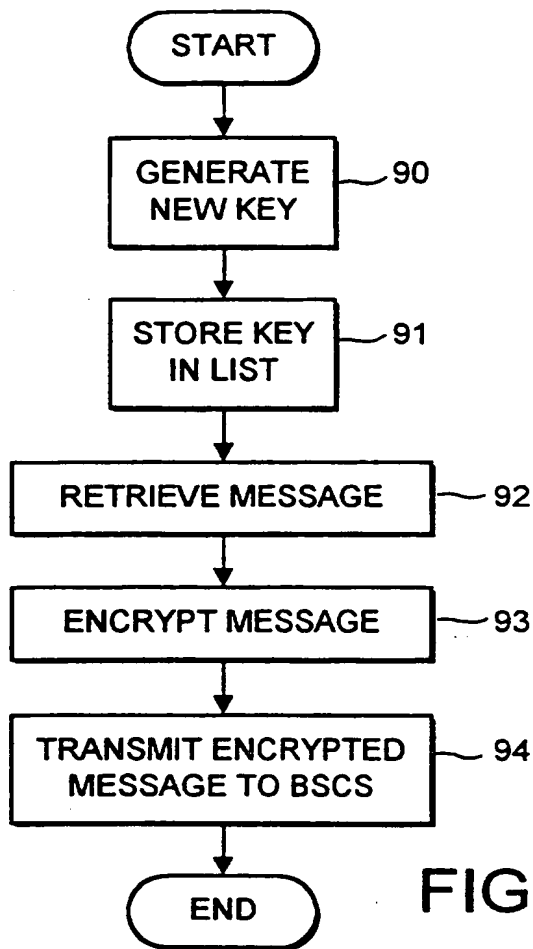 START
GENERATE
NEW KEY
90
STORE KEY
IN LIST
91
RETRIEVE MESSAGE
92
ENCRYPT MESSAGE
93
TRANSMIT ENCRYPTED
MESSAGE TO BSCS
94
END
FIG